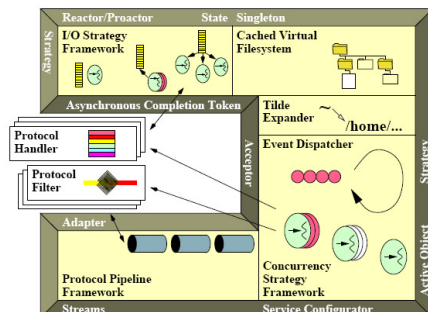 Reactor/Proactor
State
Singleton
Strategy
I/O Strategy
Framework
Cached Virtual
Filesystem
Asynchronous Completion Token
Tilde
Expander
~
/home/...
Protocol
Handler
Protocol
Filter
Acceptor
Event Dispatcher
Strategy
Adapter
Protocol Pipeline
Framework
Concurrency
Strategy
Framework
Active Object
Streams
Service Configurator